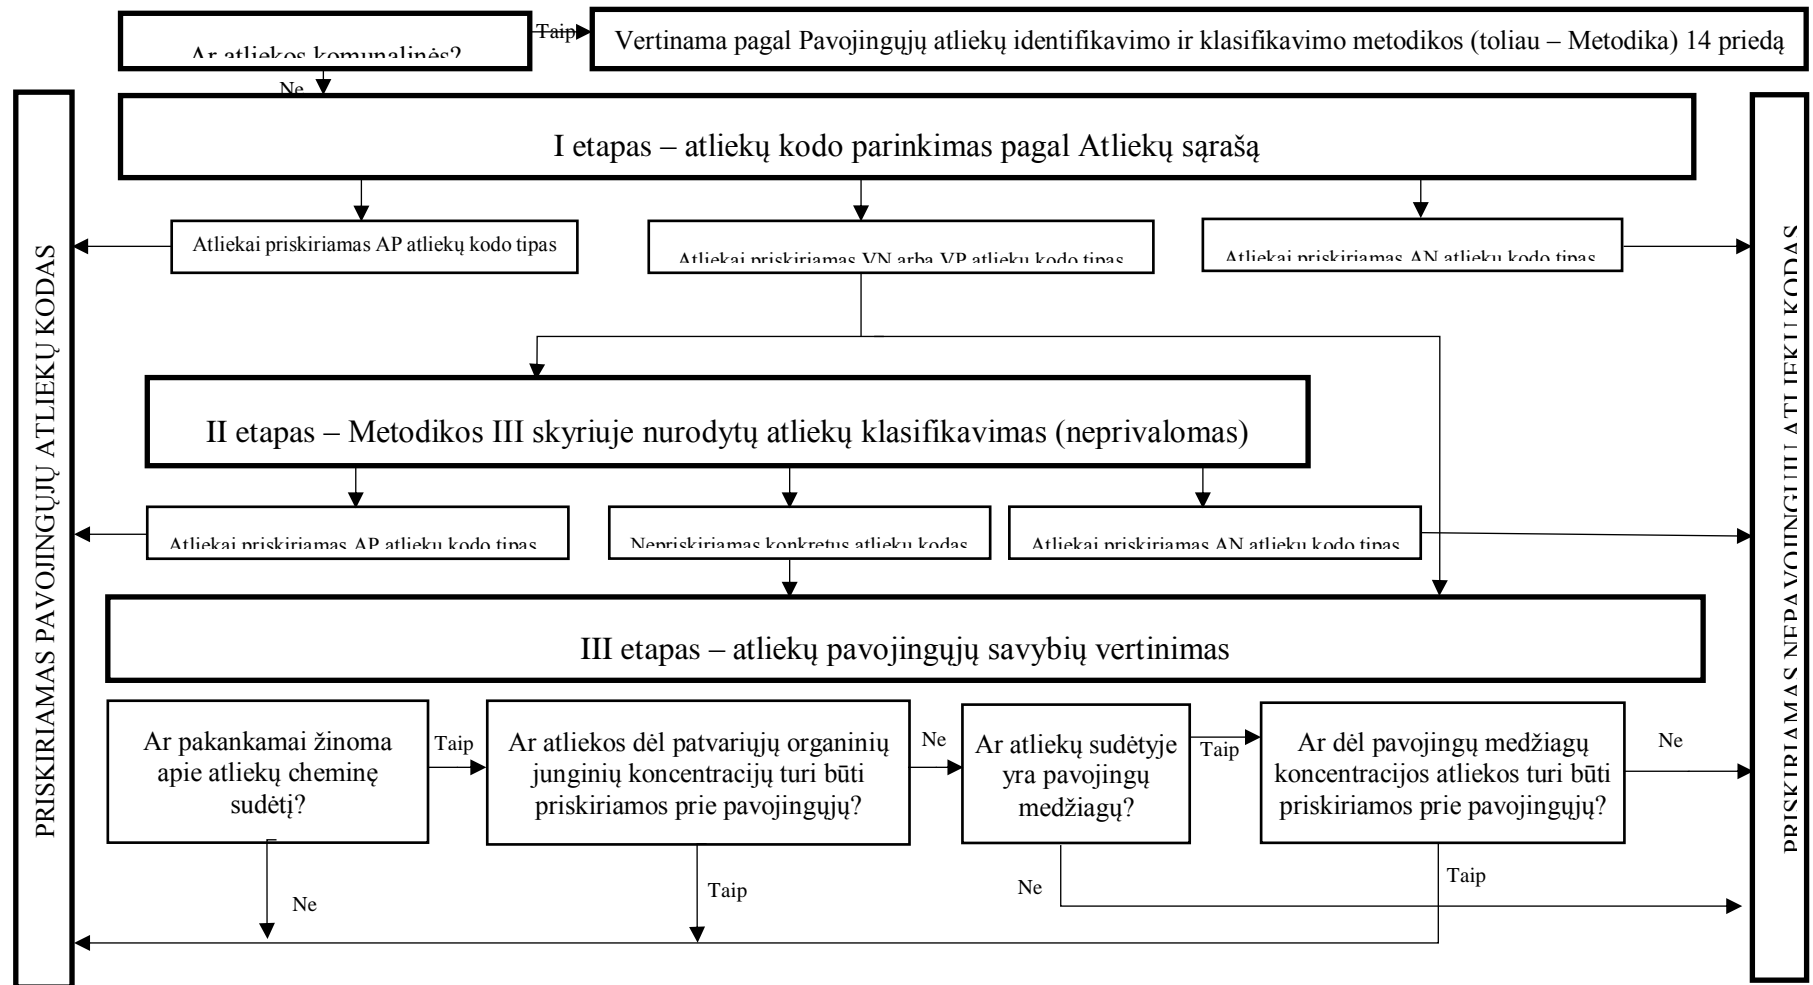 Ar atliekos komunalinės?
Taip
Vertinama pagal Pavojingųjų atliekų identifikavimo ir klasifikavimo metodikos (toliau – Metodika) 14 priedą
Ne
I etapas – atliekų kodo parinkimas pagal Atliekų sąrašą
Atliekai priskiriamas AP atliekų kodo tipas
Atliekai priskiriamas VN arba VP atliekų kodo tipas
Atliekai priskiriamas AN atliekų kodo tipas
PRISKIRIAMAS PAVOJINGŲJŲ ATLIEKŲ KODAS
PRISKIRIAMAS NEPAVOJINGŲJŲ ATLIEKŲ KODAS
II etapas – Metodikos III skyriuje nurodytų atliekų klasifikavimas (neprivalomas)
Atliekai priskiriamas AP atliekų kodo tipas
Nepriskiriamas konkretus atliekų kodas
Atliekai priskiriamas AN atliekų kodo tipas
III etapas – atliekų pavojingųjų savybių vertinimas
Ar pakankamai žinoma
apie atliekų cheminę
sudėtį?
Taip
Ar atliekos dėl patvariųjų organinių
junginių koncentracijų turi būti
priskiriamos prie pavojingųjų?
Ne
Ar atliekų sudėtyje
yra pavojingų
medžiagų?
Taip
Ar dėl pavojingų medžiagų
koncentracijos atliekos turi būti
priskiriamos prie pavojingųjų?
Ne
Ne
Taip
Ne
Taip